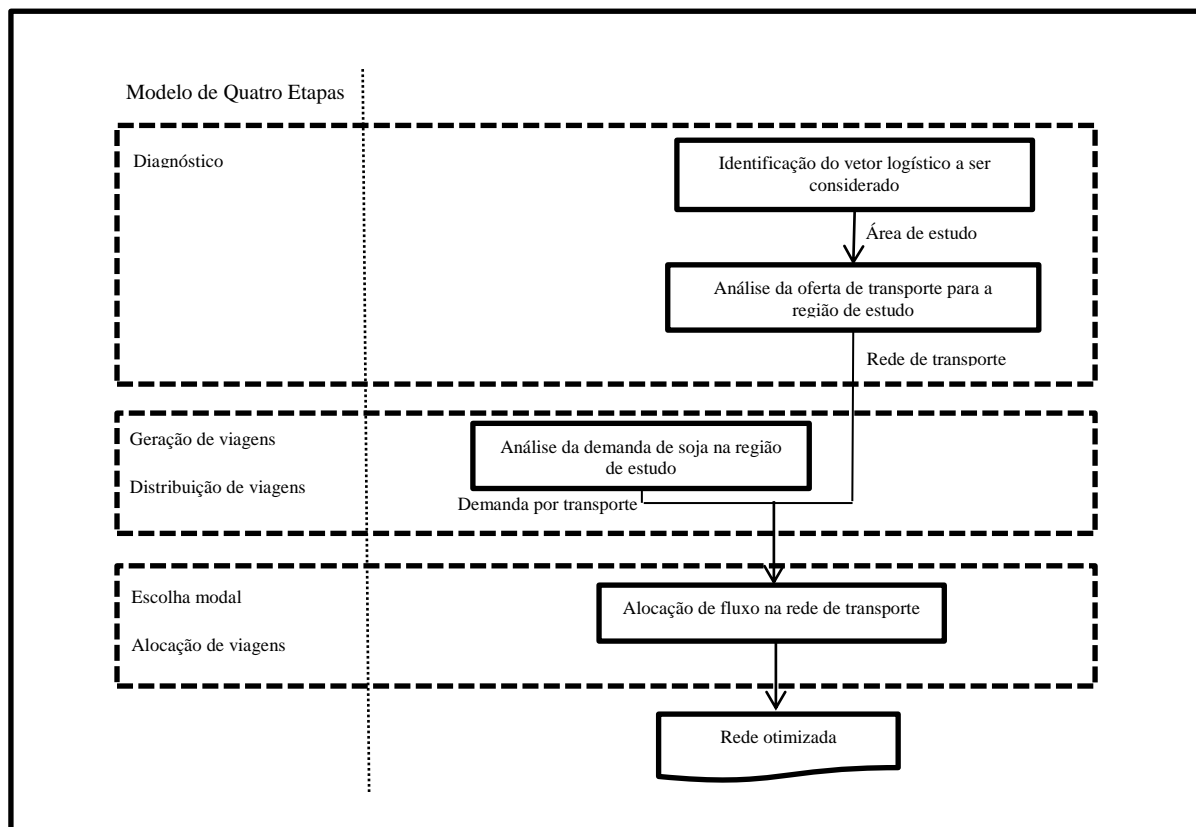 Modelo de Quatro Etapas
Diagnóstico
Identificação do vetor logístico a ser
considerado
Área de estudo
Análise da oferta de transporte para a
região de estudo
Rede de transporte
Geração de viagens
Distribuição de viagens
Análise da demanda de soja na região
de estudo
Demanda por transporte
Escolha modal
Alocação de viagens
Alocação de fluxo na rede de transporte
Rede otimizada